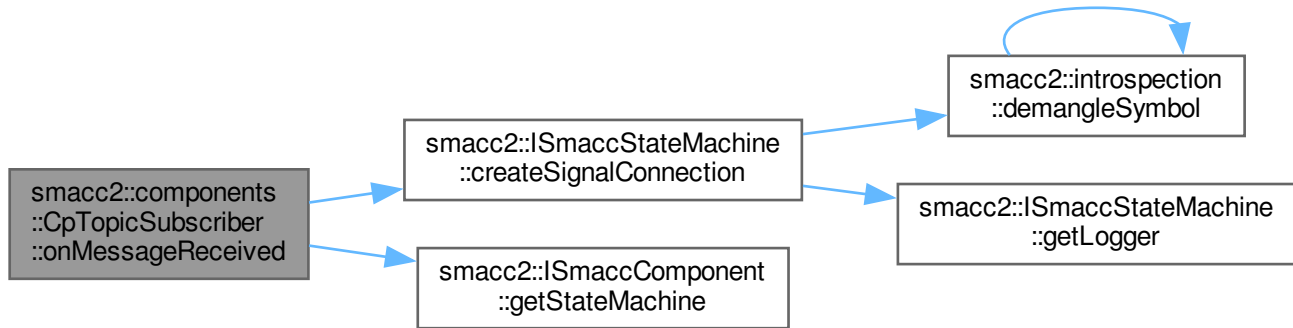 smacc2::components
::CpTopicSubscriber
::onMessageReceived
smacc2::ISmaccStateMachine
::createSignalConnection
smacc2::ISmaccComponent
::getStateMachine
smacc2::introspection
::demangleSymbol
smacc2::ISmaccStateMachine
::getLogger